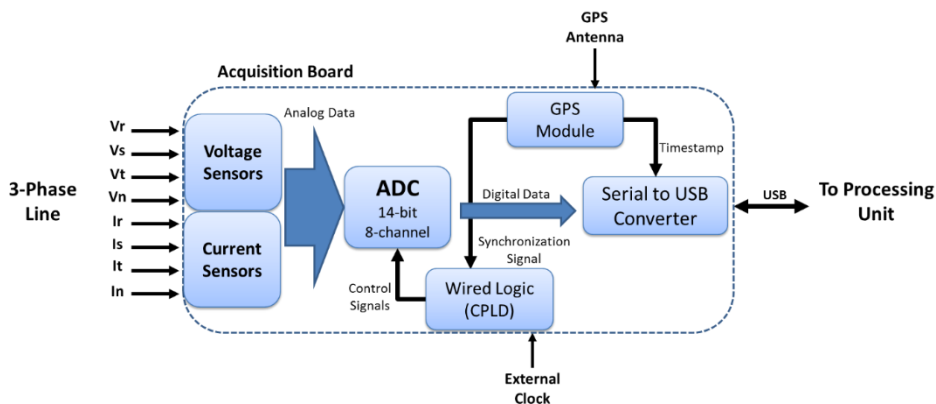 GPS
Antenna
Acquisition Board
Analog Data
GPS
Module
Vr
Vs
Vt
Vn
Ir
Is
It
In
3-Phase
Line
Voltage
Sensors
Current
Sensors
ADC
14-bit
8-channel
Timestamp
Digital Data
Serial to USB
Converter
USB
To Processing
Unit
Synchronization
Signal
Control
Signals
Wired Logic
(CPLD)
External
Clock